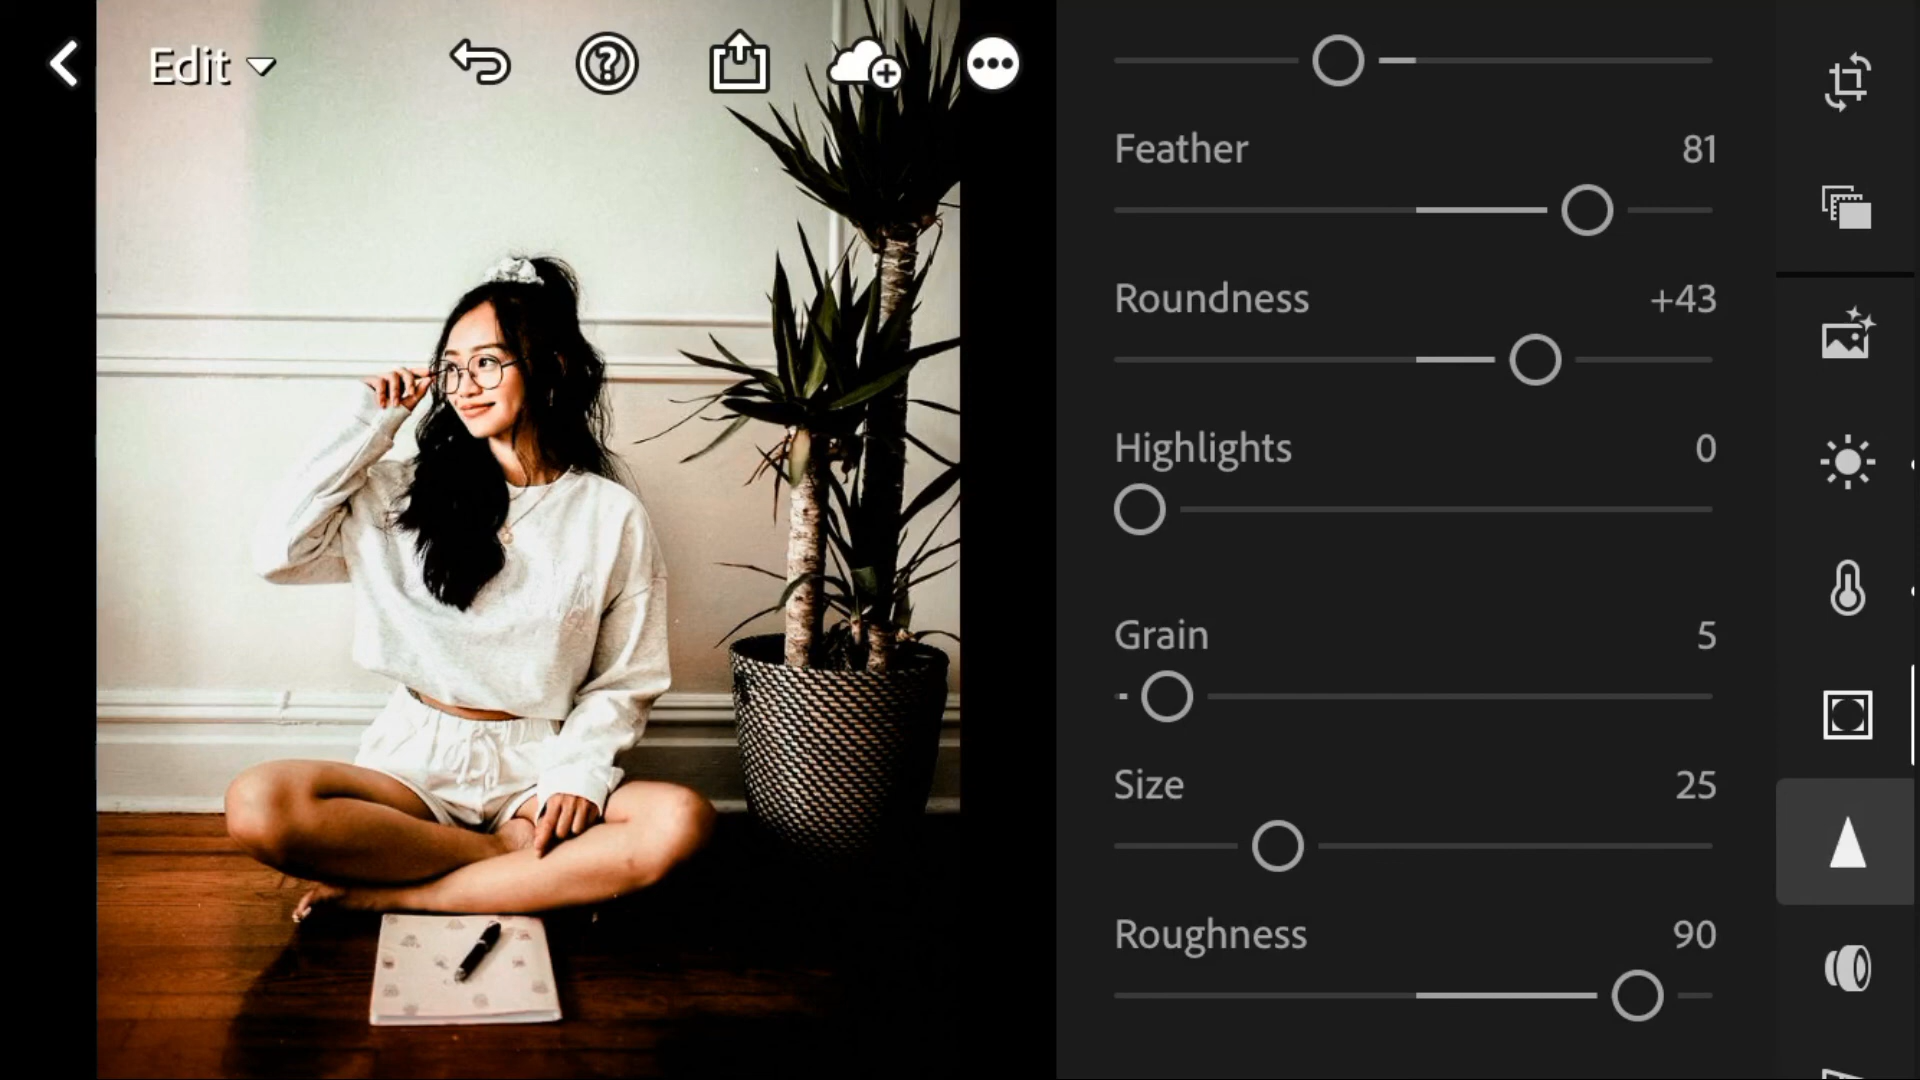 Edit
Feather 81
Roundness +43
Highlights 0
Grain 5
Size 25
Roughness 90